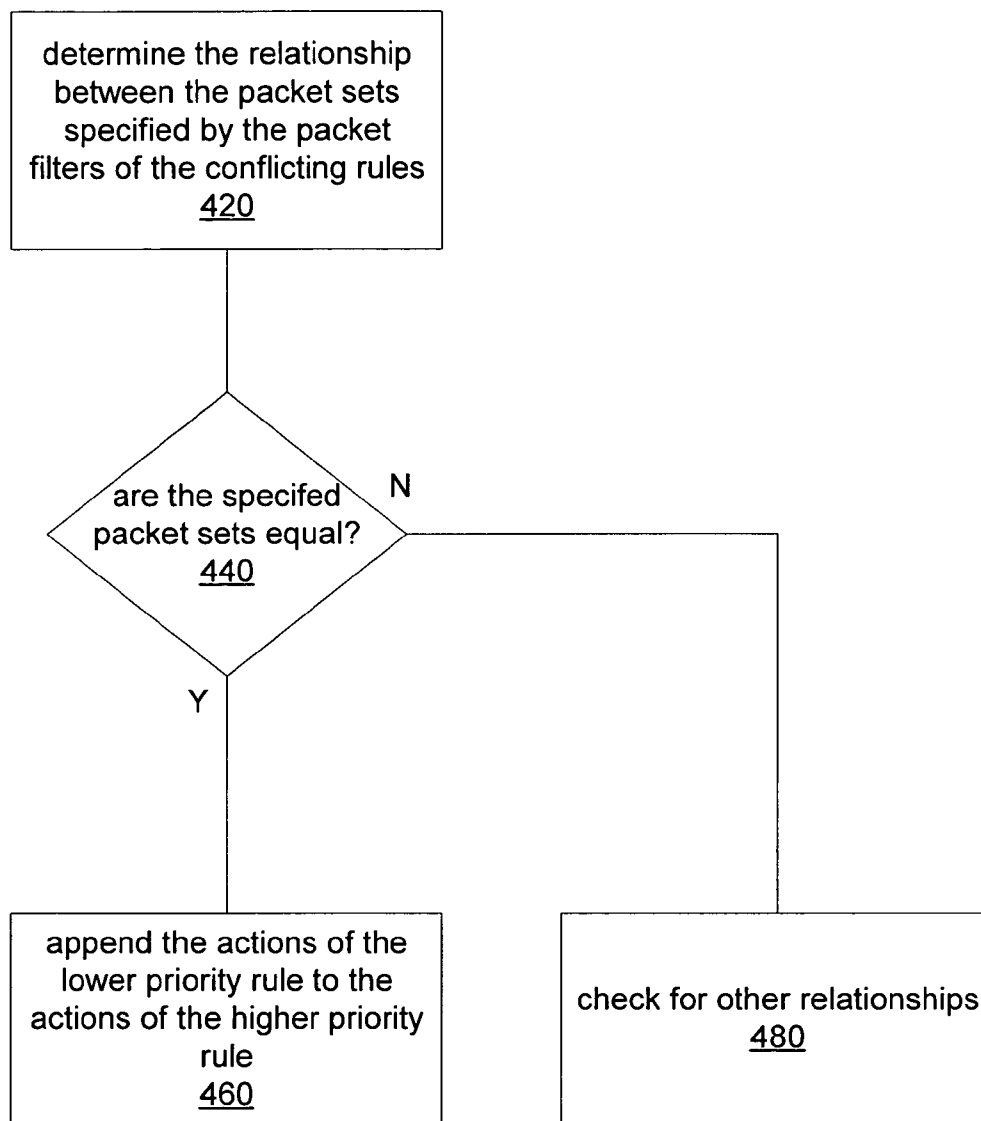 determine the relationship
between the packet sets
specified by the packet
filters of the conflicting rules
420
N
are the specifed
packet sets equal?
440
Y
append the actions of the
lower priority rule to the
actions of the higher priority
rule
460
check for other relationships
480